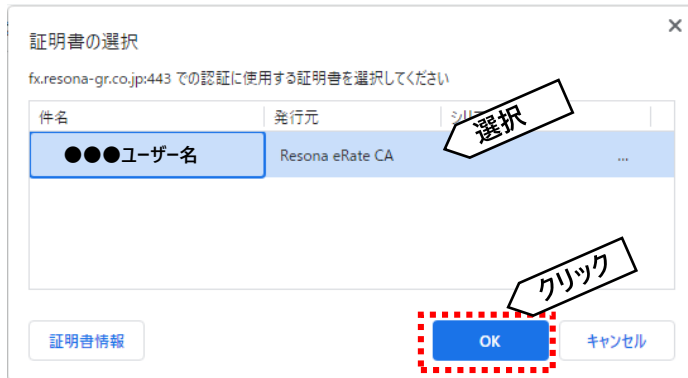 証明書の選択
fx.resona-gr.co.jp:443 での認証に使用する証明書を選択してください
件名 発行元
選択
●●●ユーザー名 Resona eRate CA ...
クリック
証明書情報 OK キャンセル